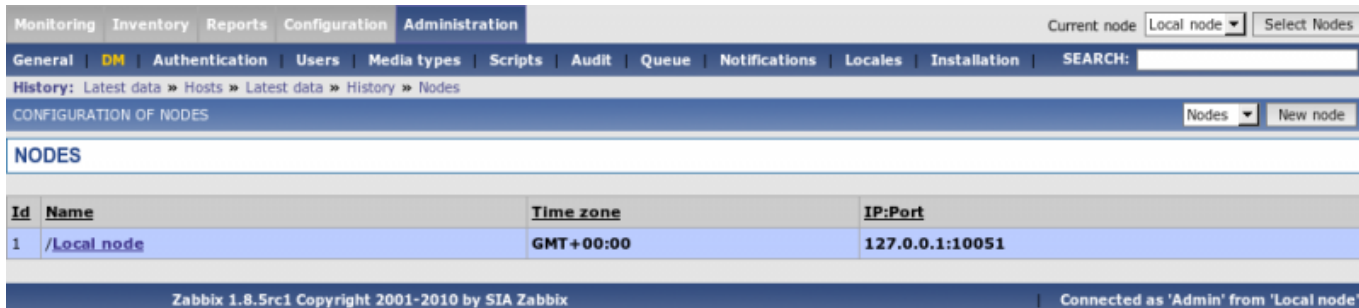 Monitoring Inventory Reports Configuration Administration Current node Local node Select Nodes
General | DM | Authentication | Users | Media types | Scripts | Audit | Queue | Notifications | Locales | Installation | SEARCH:
History: Latest data » Hosts » Latest data » History » Nodes
CONFIGURATION OF NODES Nodes New node
NODES
Id Name Time zone IP:Port
1 /Local node GMT+00:00 127.0.0.1:10051
Zabbix 1.8.5rc1 Copyright 2001-2010 by SIA Zabbix | Connected as 'Admin' from 'Local node'